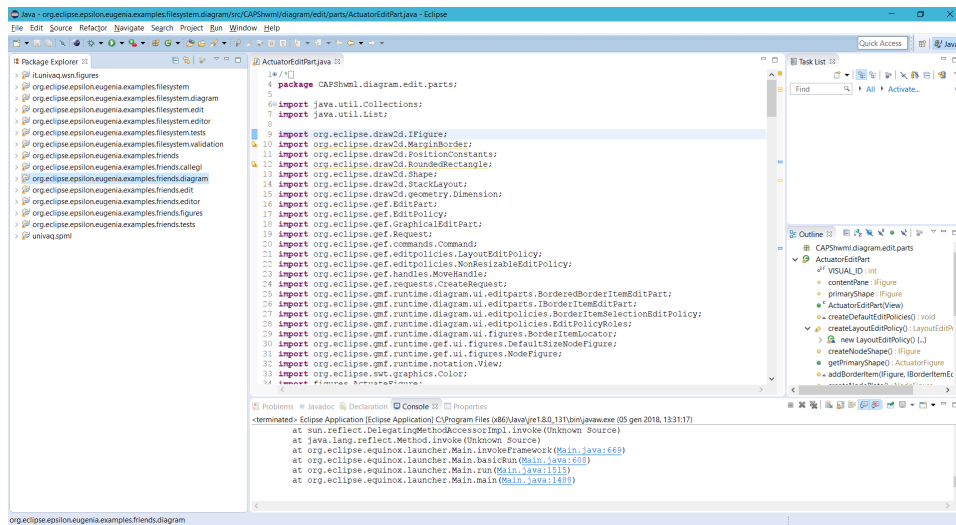 Java - org.eclipse.epsilon.eugenia.examples.filesystem.diagram/src/CAPShwml/diagram/edit/parts/ActuatorEditPart.java - Eclipse
File Edit Source Refactor Navigate Search Project Run Window Help
Quick Access
Java
Package Explorer
it.univaq.wsn.figures
org.eclipse.epsilon.eugenia.examples.filesystem
org.eclipse.epsilon.eugenia.examples.filesystem.diagram
org.eclipse.epsilon.eugenia.examples.filesystem.edit
org.eclipse.epsilon.eugenia.examples.filesystem.editor
org.eclipse.epsilon.eugenia.examples.filesystem.tests
org.eclipse.epsilon.eugenia.examples.filesystem.validation
org.eclipse.epsilon.eugenia.examples.friends
org.eclipse.epsilon.eugenia.examples.friends.callegl
org.eclipse.epsilon.eugenia.examples.friends.diagram
org.eclipse.epsilon.eugenia.examples.friends.edit
org.eclipse.epsilon.eugenia.examples.friends.editor
org.eclipse.epsilon.eugenia.examples.friends.figures
org.eclipse.epsilon.eugenia.examples.friends.tests
univaq.spml
ActuatorEditPart.java
1 /*
4 package CAPShwml.diagram.edit.parts;
5
6 import java.util.Collections;
7 import java.util.List;
8
9 import org.eclipse.draw2d.IFigure;
10 import org.eclipse.draw2d.MarginBorder;
11 import org.eclipse.draw2d.PositionConstants;
12 import org.eclipse.draw2d.RoundedRectangle;
13 import org.eclipse.draw2d.Shape;
14 import org.eclipse.draw2d.StackLayout;
15 import org.eclipse.draw2d.geometry.Dimension;
16 import org.eclipse.gef.EditPart;
17 import org.eclipse.gef.EditPolicy;
18 import org.eclipse.gef.GraphicalEditPart;
19 import org.eclipse.gef.Request;
20 import org.eclipse.gef.commands.Command;
21 import org.eclipse.gef.editpolicies.LayoutEditPolicy;
22 import org.eclipse.gef.editpolicies.NonResizableEditPolicy;
23 import org.eclipse.gef.handles.MoveHandle;
24 import org.eclipse.gef.requests.CreateRequest;
25 import org.eclipse.gmf.runtime.diagram.ui.editparts.BorderedBorderItemEditPart;
26 import org.eclipse.gmf.runtime.diagram.ui.editparts.IBorderItemEditPart;
27 import org.eclipse.gmf.runtime.diagram.ui.editpolicies.BorderItemSelectionEditPolicy;
28 import org.eclipse.gmf.runtime.diagram.ui.editpolicies.EditPolicyRoles;
29 import org.eclipse.gmf.runtime.diagram.ui.figures.BorderItemLocator;
30 import org.eclipse.gmf.runtime.gef.ui.figures.DefaultSizeNodeFigure;
31 import org.eclipse.gmf.runtime.gef.ui.figures.NodeFigure;
32 import org.eclipse.gmf.runtime.notation.View;
33 import org.eclipse.swt.graphics.Color;
34 import figures.ActuateFigure;
Task List
Find All Activate...
Outline
CAPShwml.diagram.edit.parts
ActuatorEditPart
VISUAL_ID : int
contentPane : IFigure
primaryShape : IFigure
ActuatorEditPart(View)
createDefaultEditPolicies() : void
createLayoutEditPolicy() : LayoutEditP
new LayoutEditPolicy() {...}
createNodeShape() : IFigure
getPrimaryShape() : ActuatorFigure
addBorderItem(IFigure, IBorderItemEd
createNodePlate() : NodeFigure
Problems Javadoc Declaration Console Properties
<terminated> Eclipse Application [Eclipse Application] C:\Program Files (x86)\Java\jre1.8.0_131\bin\javaw.exe (05 gen 2018, 13:31:17)
at sun.reflect.DelegatingMethodAccessorImpl.invoke(Unknown Source)
at java.lang.reflect.Method.invoke(Unknown Source)
at org.eclipse.equinox.launcher.Main.invokeFramework(Main.java:669)
at org.eclipse.equinox.launcher.Main.basicRun(Main.java:608)
at org.eclipse.equinox.launcher.Main.run(Main.java:1515)
at org.eclipse.equinox.launcher.Main.main(Main.java:1488)
org.eclipse.epsilon.eugenia.examples.friends.diagram